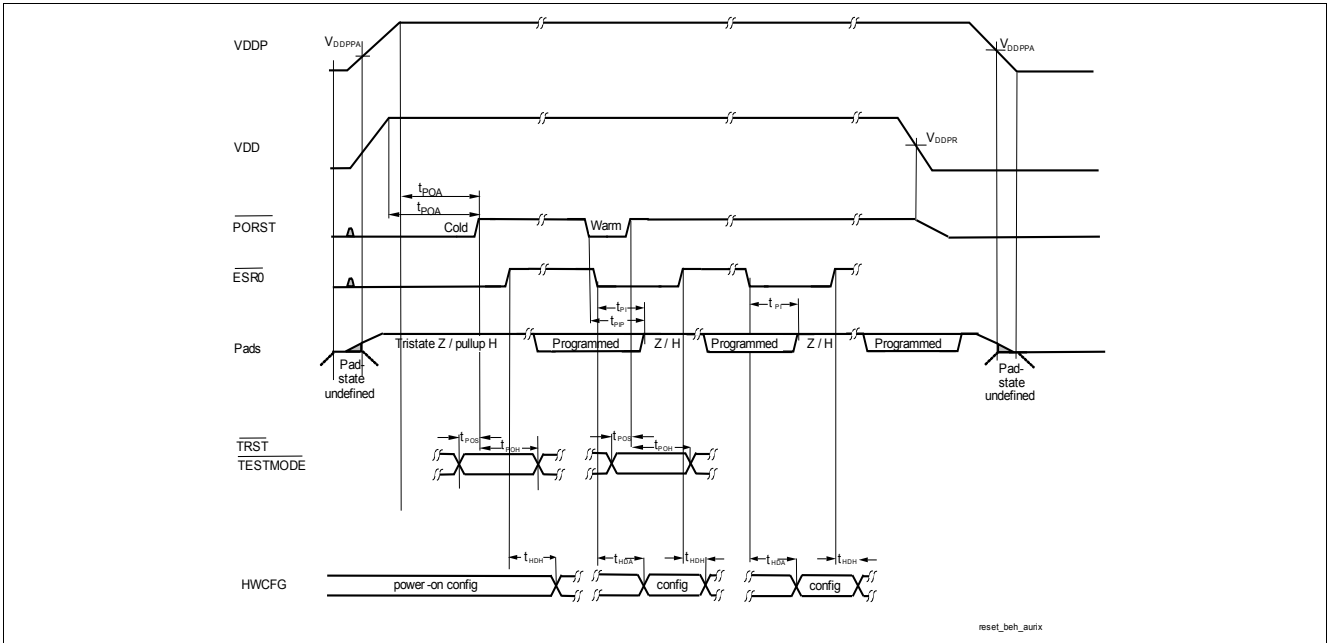 VDDP
VDDPPA
VDDPPA
VDD
VDDPR
tPOA
tPOA
PORST
Cold
Warm
ESR0
tPI
tPI
tPIP
Pads
Tristate Z / pullup H
Programmed
Z / H
Programmed
Z / H
Programmed
Pad-
state
undefined
Pad-
state
undefined
TRST
TESTMODE
tPOS
tPOH
tPOS
tPOH
tHDH
tHDA
tHDH
tHDA
tHDH
HWCFG
power -on config
config
config
reset_beh_aurix